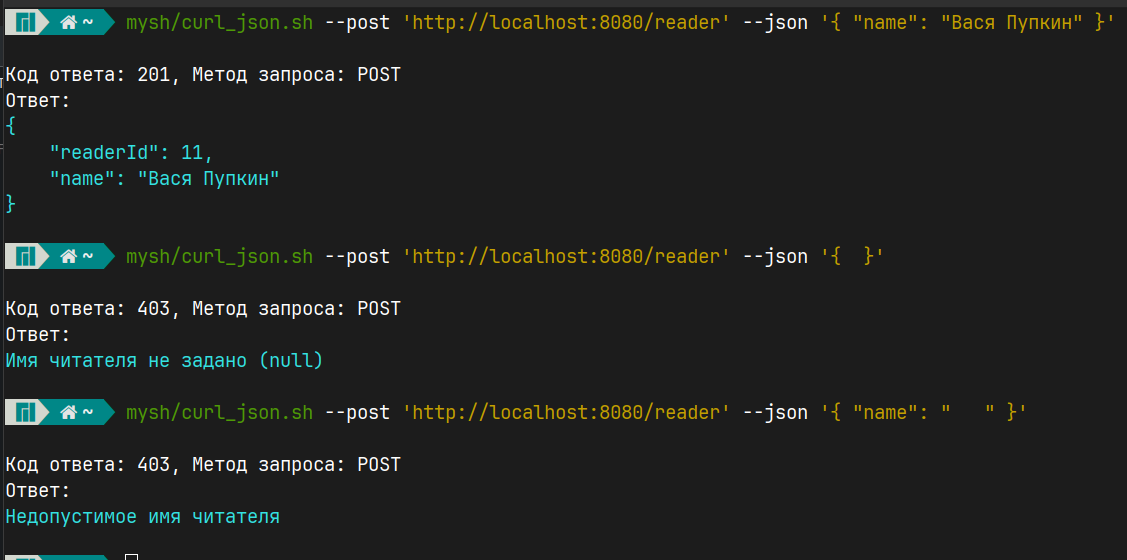 ~ mysh/curl_json.sh --post 'http://localhost:8080/reader' --json '{ "name": "Вася Пупкин" }'
Код ответа: 201, Метод запроса: POST
Ответ:
{
    "readerId": 11,
    "name": "Вася Пупкин"
}
~ mysh/curl_json.sh --post 'http://localhost:8080/reader' --json '{  }'
Код ответа: 403, Метод запроса: POST
Ответ:
Имя читателя не задано (null)
~ mysh/curl_json.sh --post 'http://localhost:8080/reader' --json '{ "name": "   " }'
Код ответа: 403, Метод запроса: POST
Ответ:
Недопустимое имя читателя